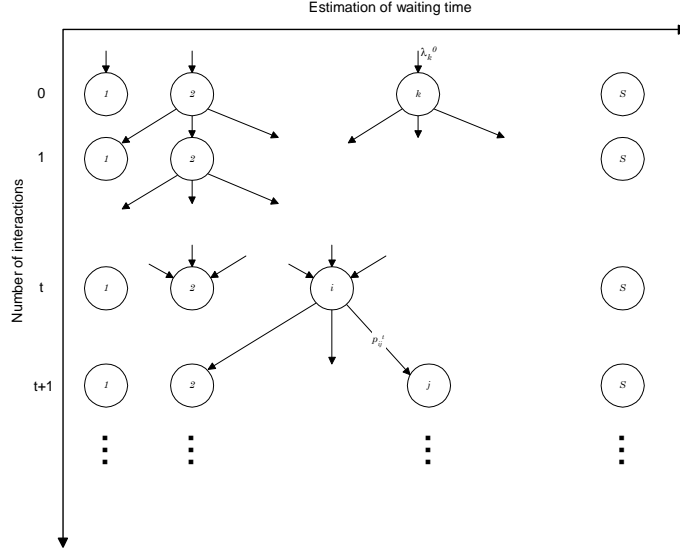 Estimation of waiting time
Number of interactions
λₖ⁰
0 1 2 k S
1 1 2 S
t 1 2 i S
pᵢⱼᵗ
t+1 1 2 j S